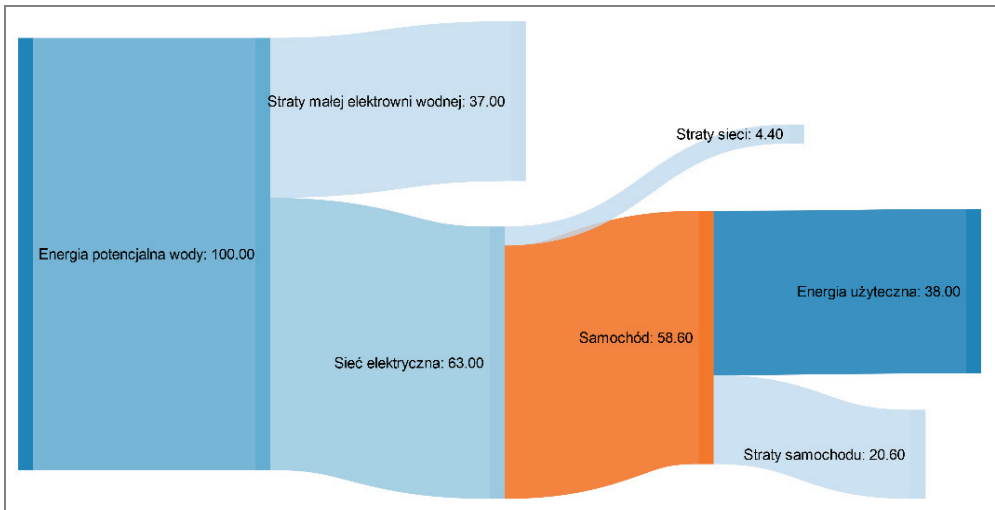 Straty małej elektrowni wodnej: 37.00
Straty sieci: 4.40
Energia potencjalna wody: 100.00
Energia użyteczna: 38.00
Samochód: 58.60
Sieć elektryczna: 63.00
Straty samochodu: 20.60